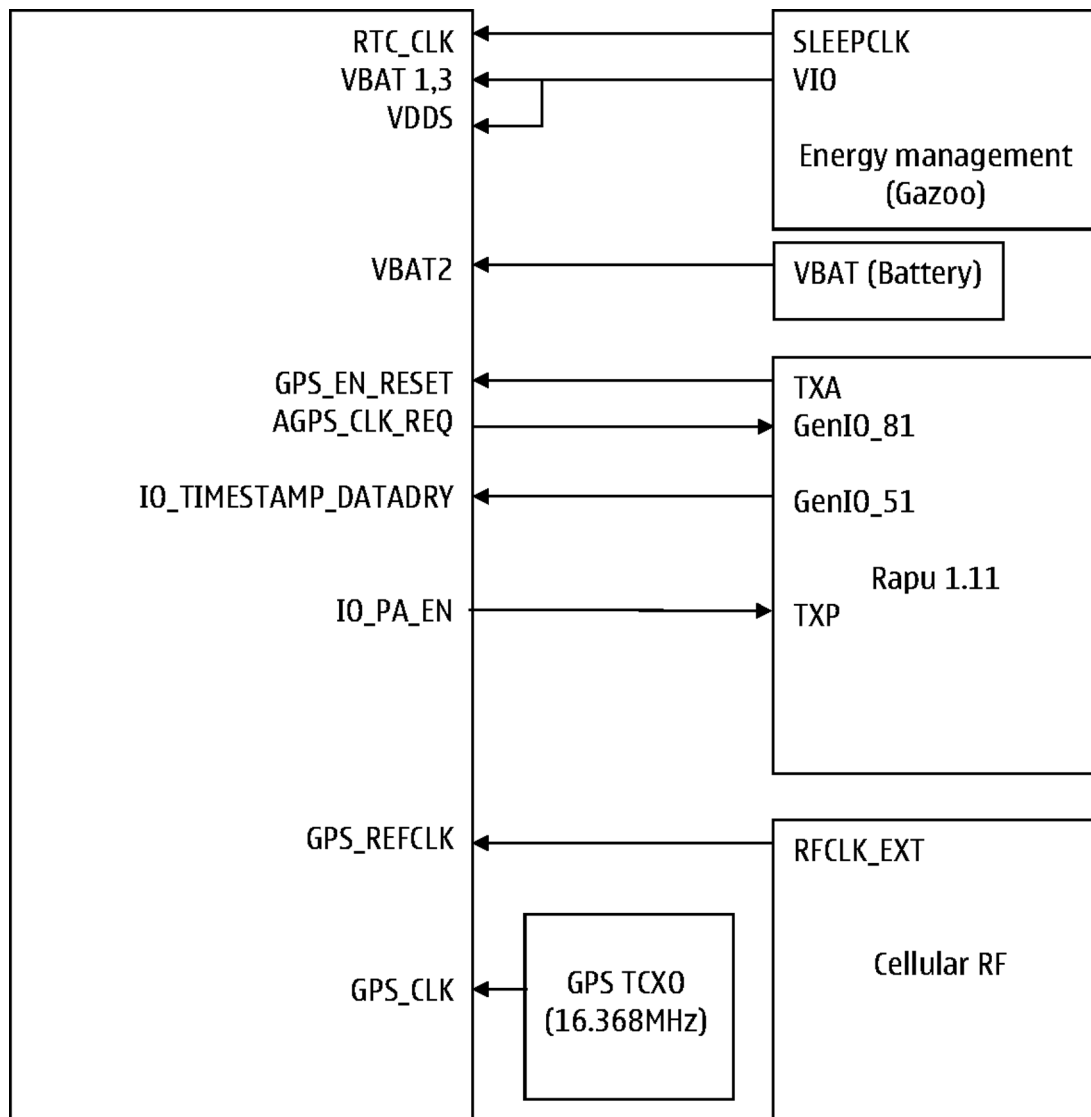 RTC_CLK
SLEEPCLK
VBAT 1,3
VIO
VDDS
Energy management
(Gazoo)
VBAT2
VBAT (Battery)
GPS_EN_RESET
TXA
AGPS_CLK_REQ
GenIO_81
IO_TIMESTAMP_DATADRY
GenIO_51
Rapu 1.11
IO_PA_EN
TXP
GPS_REFCLK
RFCLK_EXT
Cellular RF
GPS_CLK
GPS TCXO
(16.368MHz)